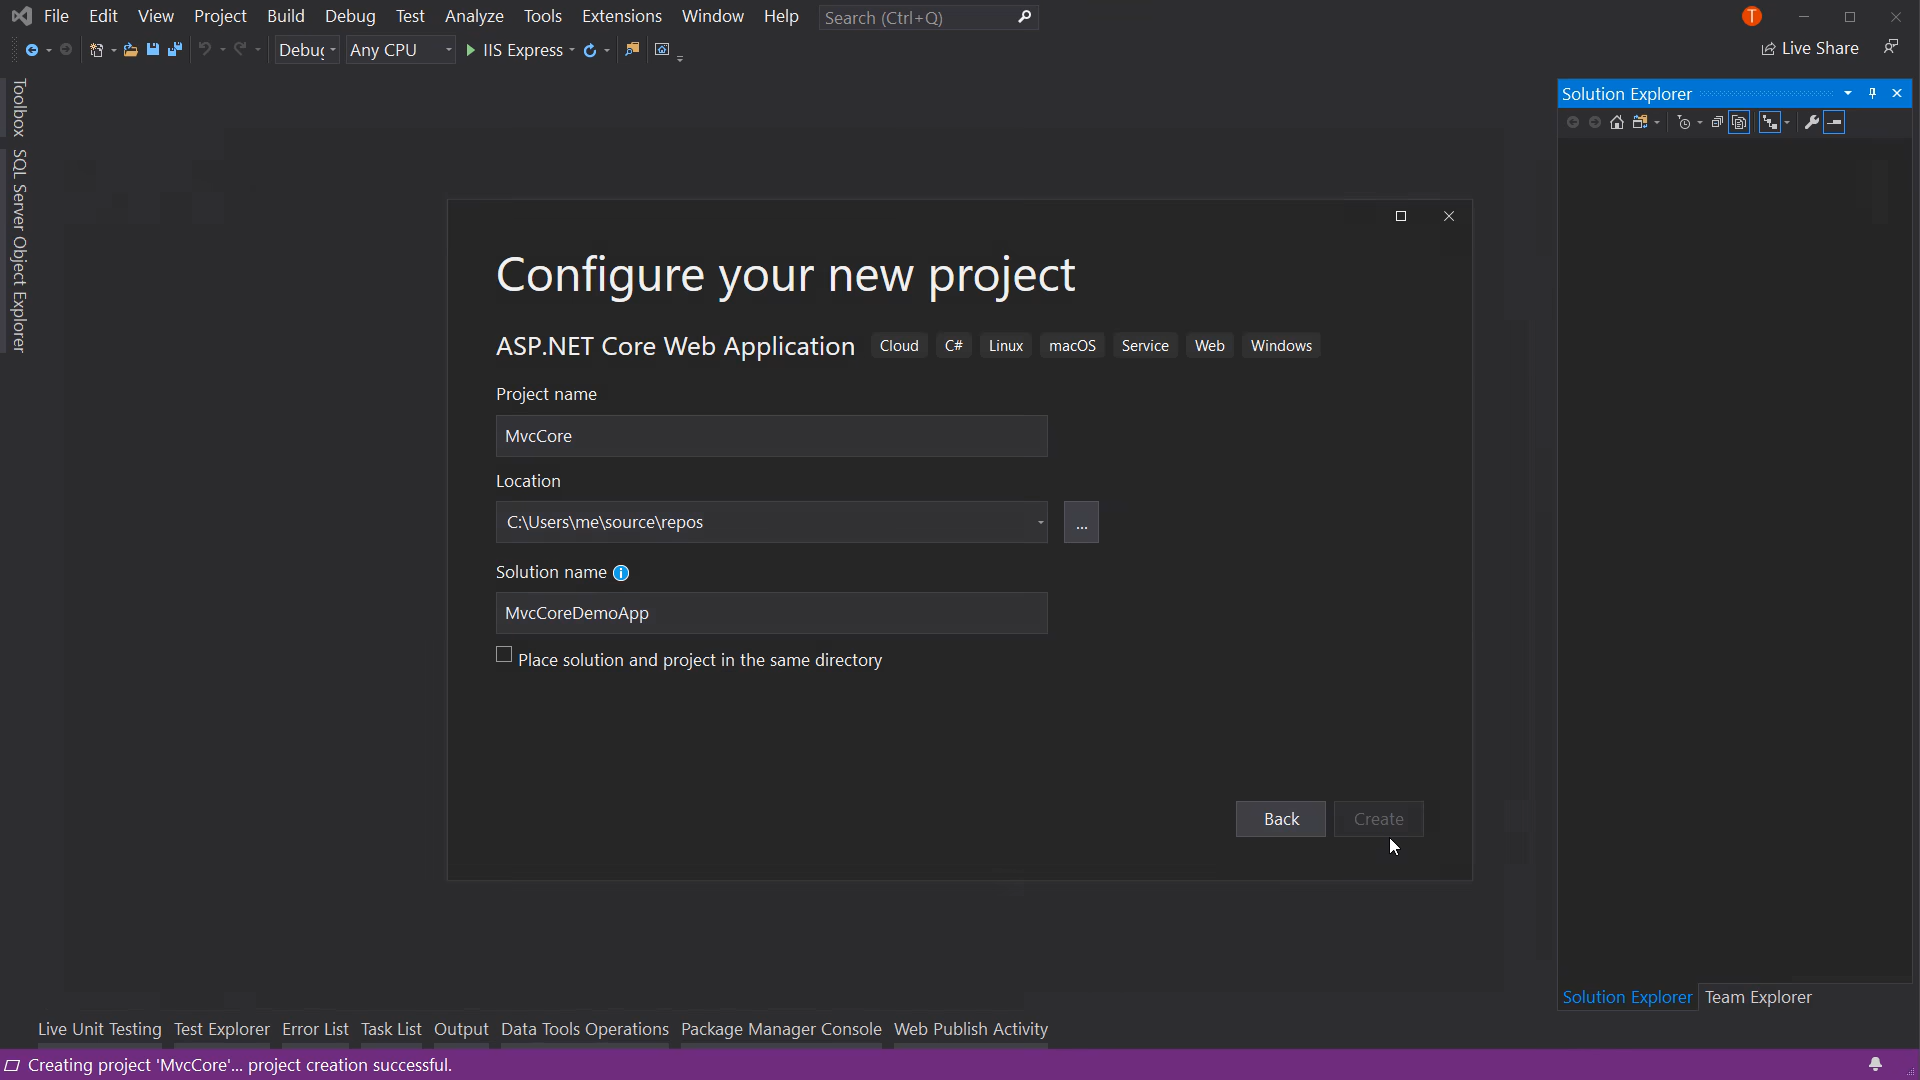 File Edit View Project Build Debug Test Analyze Tools Extensions Window Help Search (Ctrl+Q) T
Debug Any CPU IIS Express Live Share
Toolbox
SQL Server Object Explorer
Solution Explorer
Configure your new project
ASP.NET Core Web Application Cloud C# Linux macOS Service Web Windows
Project name
MvcCore
Location
C:\Users\me\source\repos
...
Solution name
MvcCoreDemoApp
Place solution and project in the same directory
Back Create
Solution Explorer Team Explorer
Live Unit Testing Test Explorer Error List Task List Output Data Tools Operations Package Manager Console Web Publish Activity
Creating project 'MvcCore'... project creation successful.